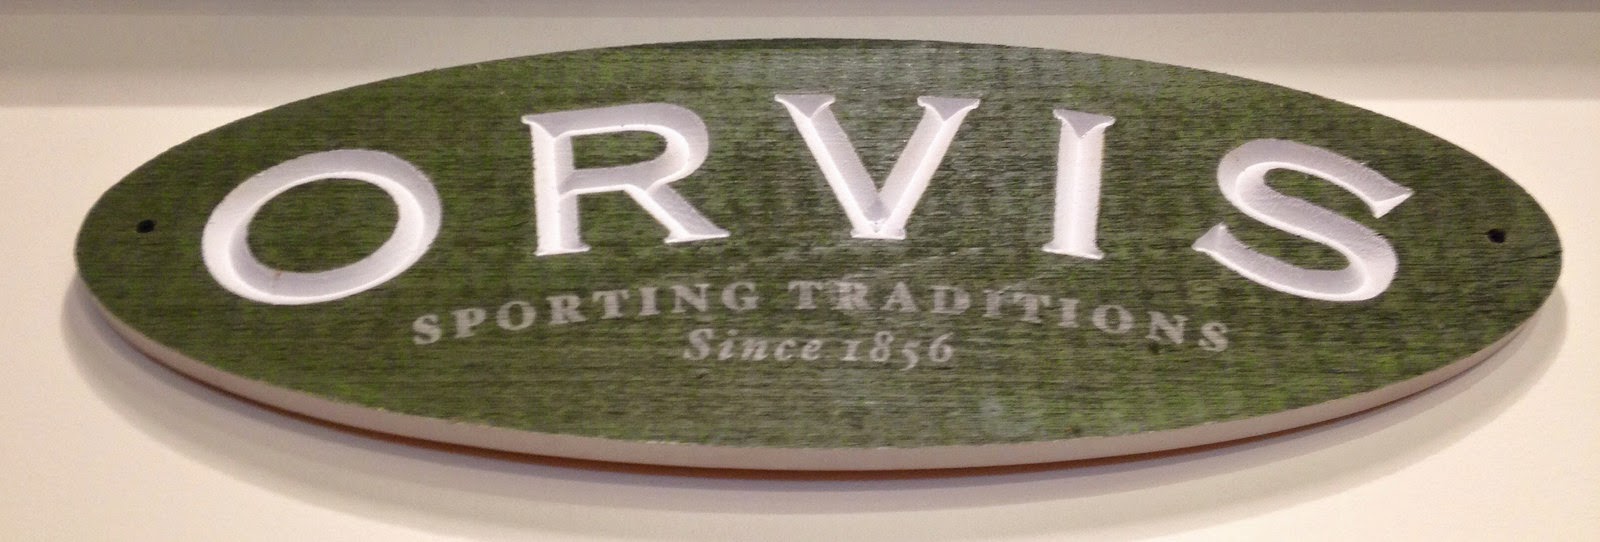 ORVIS
SPORTING TRADITIONS
Since 1856